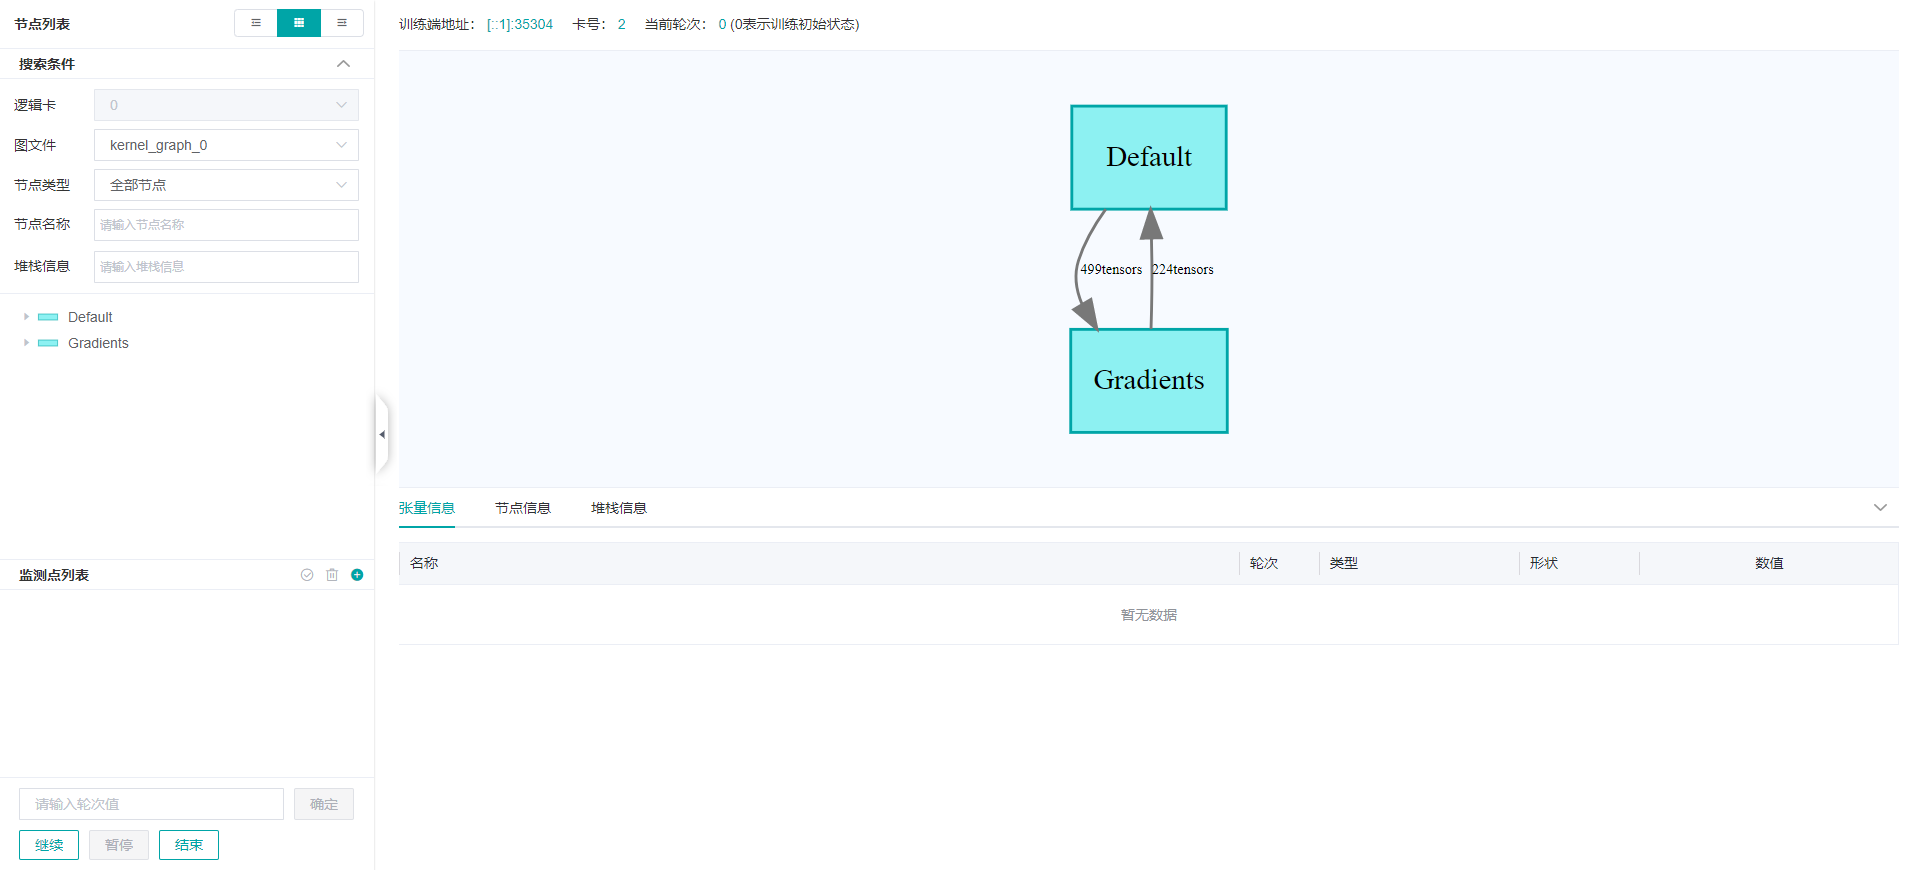 节点列表
搜索条件
逻辑卡 0
图文件 kernel_graph_0
节点类型 全部节点
节点名称 请输入节点名称
堆栈信息 请输入堆栈信息
Default
Gradients
监测点列表
请输入轮次值 确定
继续 暂停 结束
训练端地址： [::1]:35304 卡号： 2 当前轮次： 0 (0表示训练初始状态)
Default
499tensors 224tensors
Gradients
张量信息 节点信息 堆栈信息
名称 轮次 类型 形状 数值
暂无数据